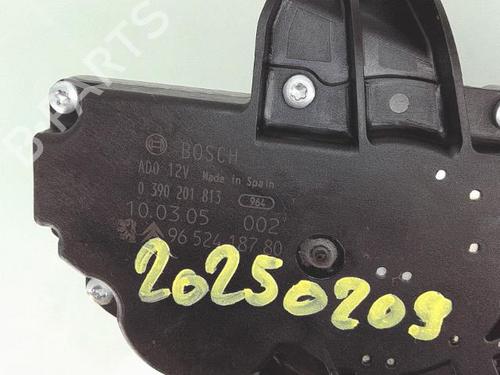 PARTS
BOSCH
ADO 12V Made in Spain
0 390 201 813 964
10.03.05 002
96 524 187 80
20250209